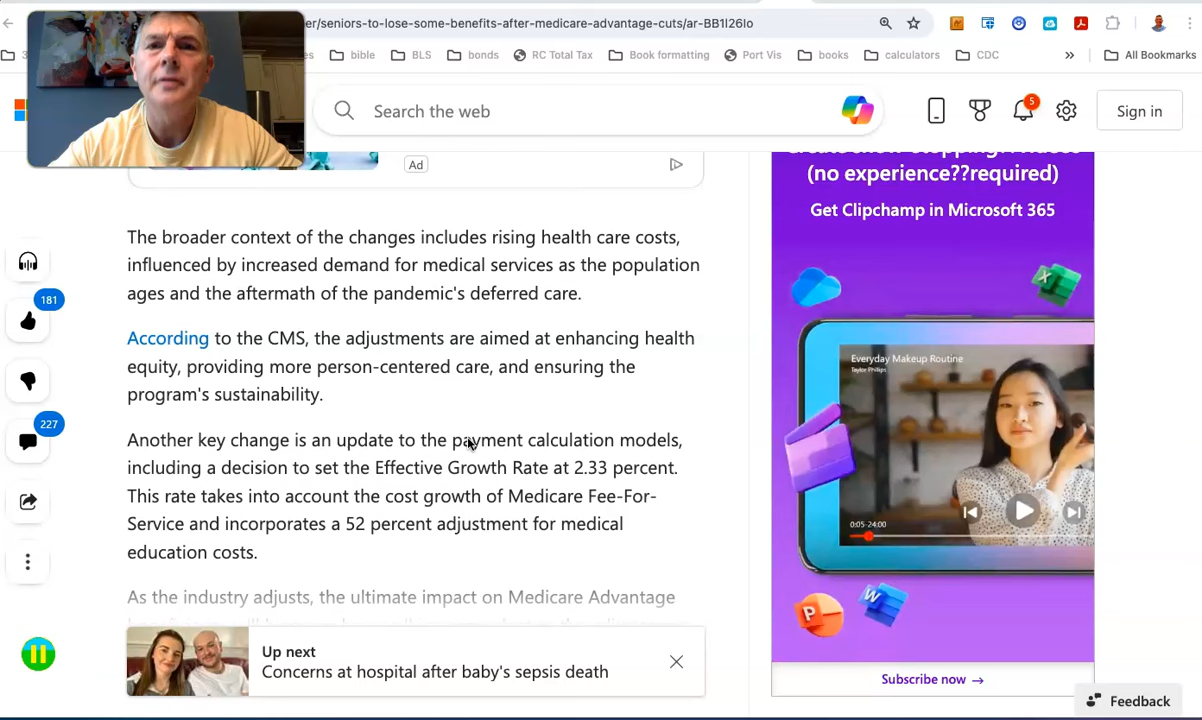 er/seniors-to-lose-some-benefits-after-medicare-advantage-cuts/ar-BB1l26Io
bible BLS bonds RC Total Tax Book formatting Port Vis books calculators CDC » All Bookmarks
Search the web
5
Sign in
Ad
(no experience??required)
Get Clipchamp in Microsoft 365
The broader context of the changes includes rising health care costs,
influenced by increased demand for medical services as the population
ages and the aftermath of the pandemic's deferred care.
181
According to the CMS, the adjustments are aimed at enhancing health
equity, providing more person-centered care, and ensuring the
program's sustainability.
227
Another key change is an update to the payment calculation models,
including a decision to set the Effective Growth Rate at 2.33 percent.
This rate takes into account the cost growth of Medicare Fee-For-
Service and incorporates a 52 percent adjustment for medical
education costs.
As the industry adjusts, the ultimate impact on Medicare Advantage
Everyday Makeup Routine
Taylor Phillips
0:05-24:00
X
P
W
Up next
Concerns at hospital after baby's sepsis death
Subscribe now →
Feedback